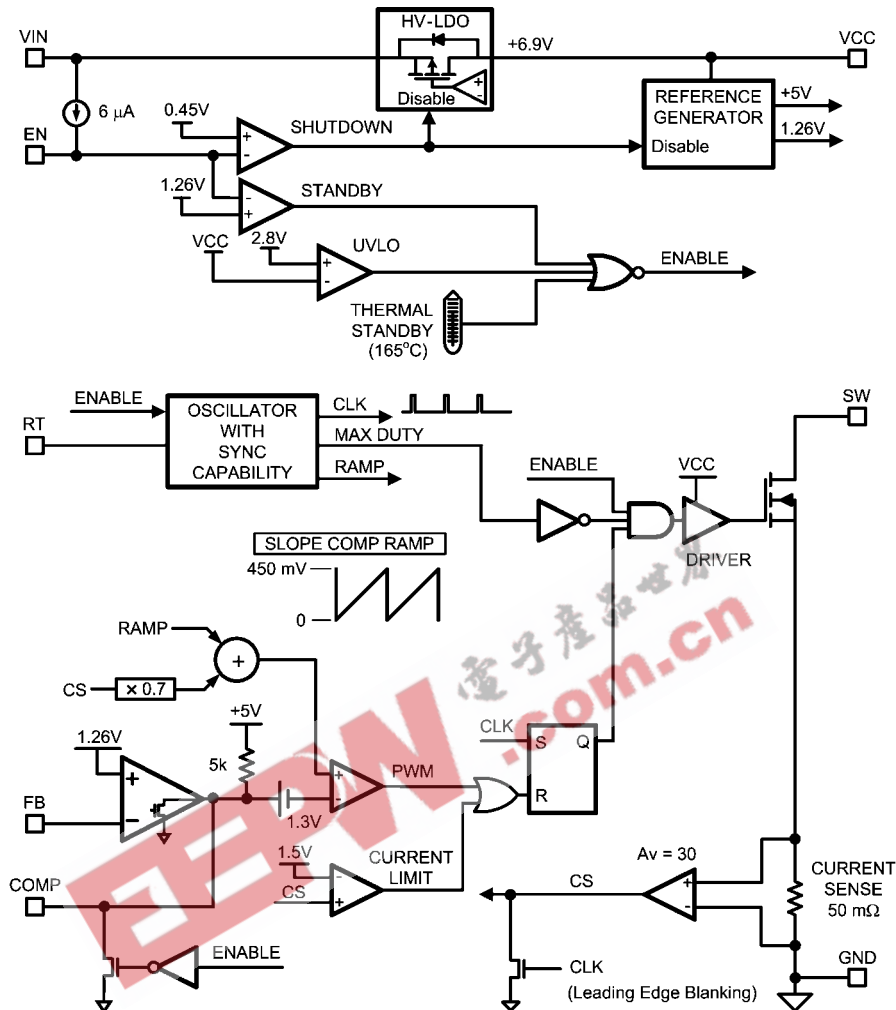 HV-LDO
VIN
+6.9V
VCC
Disable
6 µA
0.45V
SHUTDOWN
REFERENCE
GENERATOR
Disable
+5V
1.26V
EN
+
-
1.26V
STANDBY
-
+
VCC
2.8V
UVLO
+
-
ENABLE
THERMAL
STANDBY
(165°C)
ENABLE
RT
OSCILLATOR
WITH
SYNC
CAPABILITY
CLK
MAX DUTY
RAMP
SW
ENABLE
VCC
DRIVER
SLOPE COMP RAMP
450 mV
0
RAMP
CS
× 0.7
+
+5V
5k
1.26V
+
-
FB
1.3V
+
-
PWM
CLK
S
Q
R
1.5V
CS
-
+
CURRENT
LIMIT
COMP
ENABLE
Av = 30
CS
+
-
CURRENT
SENSE
50 mΩ
CLK
(Leading Edge Blanking)
GND
EEPW
.com.cn
電子產品世界